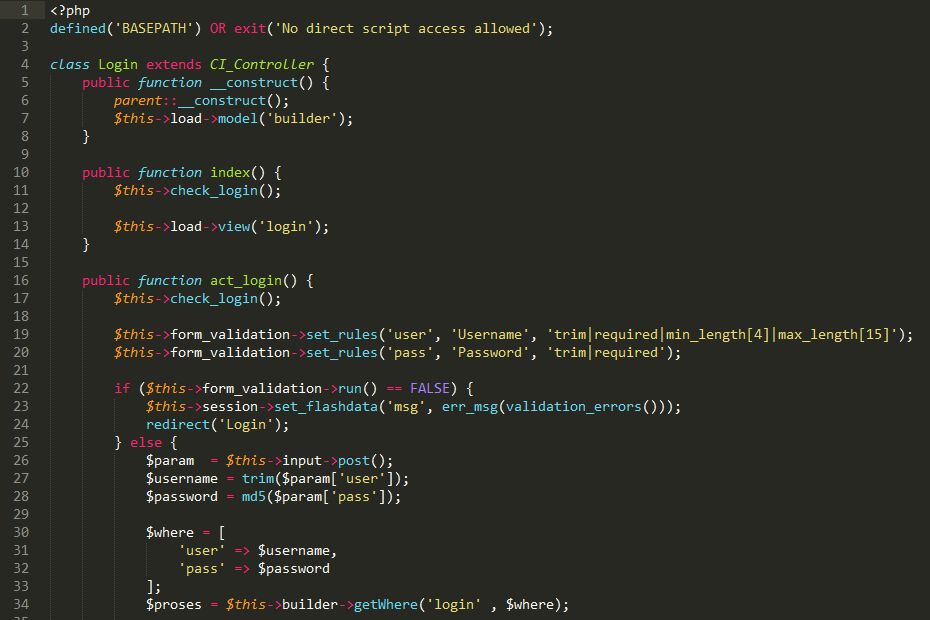 1 <?php
2 defined('BASEPATH') OR exit('No direct script access allowed');
3
4 class Login extends CI_Controller {
5     public function __construct() {
6         parent::__construct();
7         $this->load->model('builder');
8     }
9
10     public function index() {
11         $this->check_login();
12
13         $this->load->view('login');
14     }
15
16     public function act_login() {
17         $this->check_login();
18
19         $this->form_validation->set_rules('user', 'Username', 'trim|required|min_length[4]|max_length[15]');
20         $this->form_validation->set_rules('pass', 'Password', 'trim|required');
21
22         if ($this->form_validation->run() == FALSE) {
23             $this->session->set_flashdata('msg', err_msg(validation_errors()));
24             redirect('Login');
25         } else {
26             $param  = $this->input->post();
27             $username = trim($param['user']);
28             $password = md5($param['pass']);
29
30             $where = [
31                 'user' => $username,
32                 'pass' => $password
33             ];
34             $proses = $this->builder->getWhere('login' , $where);